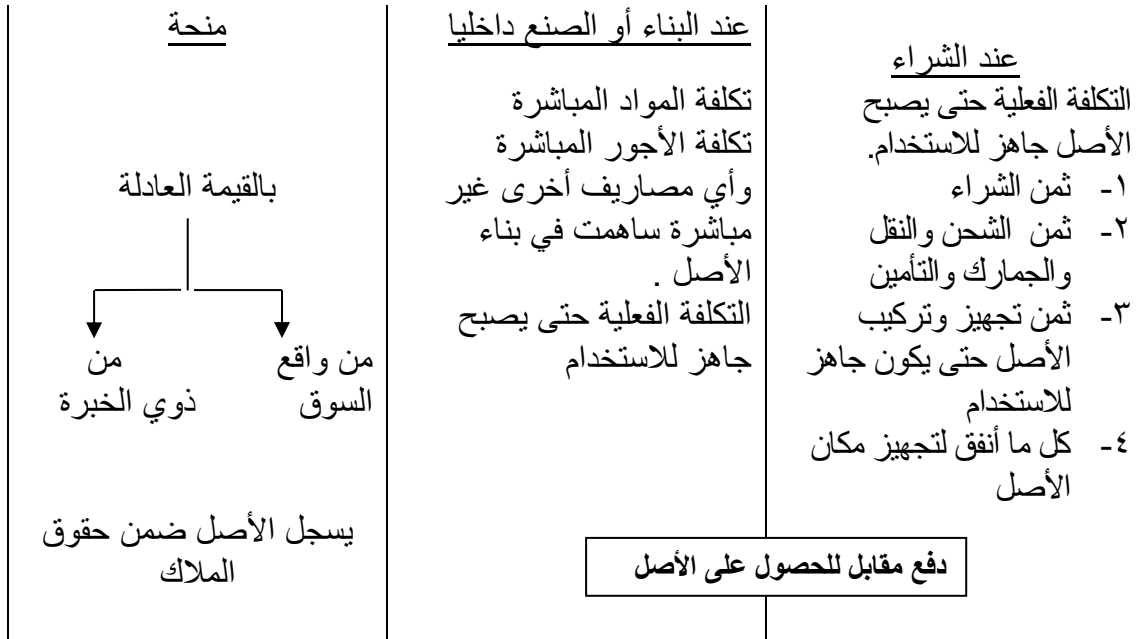 عند الشراء
التكلفة الفعلية حتى يصبح
الأصل جاهز للاستخدام.
١- ثمن الشراء
٢- ثمن الشحن والنقل
والجمارك والتأمين
٣- ثمن تجهيز وتركيب
الأصل حتى يكون جاهز
للاستخدام
٤- كل ما أنفق لتجهيز مكان
الأصل
عند البناء أو الصنع داخليا
تكلفة المواد المباشرة
تكلفة الأجور المباشرة
وأي مصاريف أخرى غير
مباشرة ساهمت في بناء
الأصل .
التكلفة الفعلية حتى يصبح
جاهز للاستخدام
دفع مقابل للحصول على الأصل
منحة
بالقيمة العادلة
من واقع
السوق
من
ذوي الخبرة
يسجل الأصل ضمن حقوق
الملاك